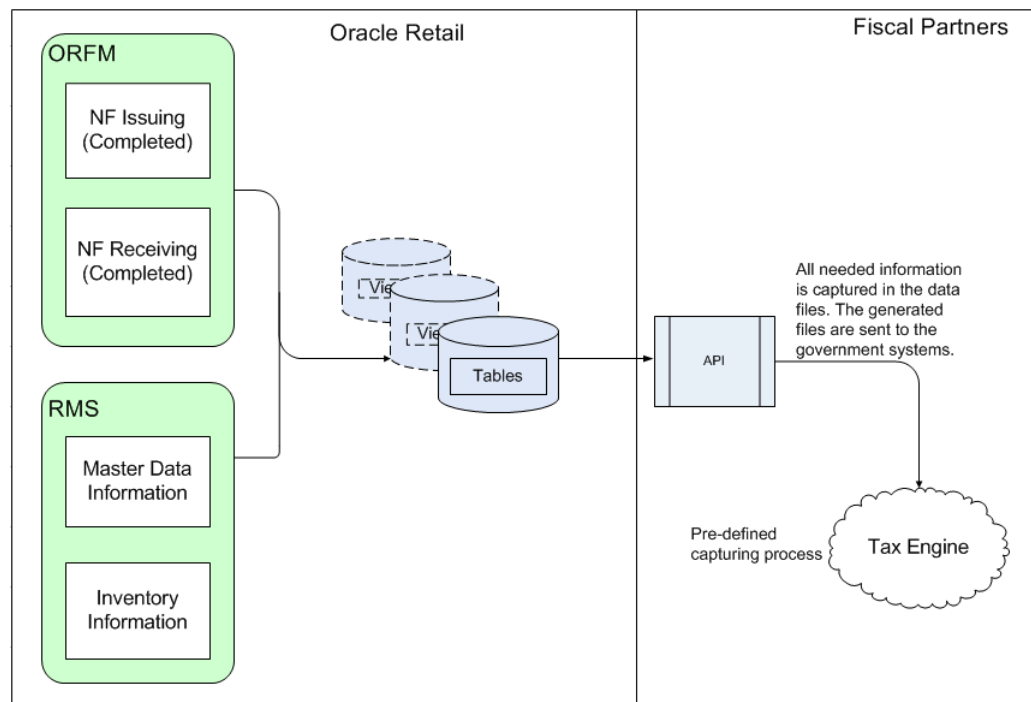 Oracle Retail
Fiscal Partners
ORFM
NF Issuing
(Completed)
NF Receiving
(Completed)
RMS
Master Data
Information
Inventory
Information
Tables
API
All needed information
is captured in the data
files. The generated
files are sent to the
government systems.
Pre-defined
capturing process
Tax Engine